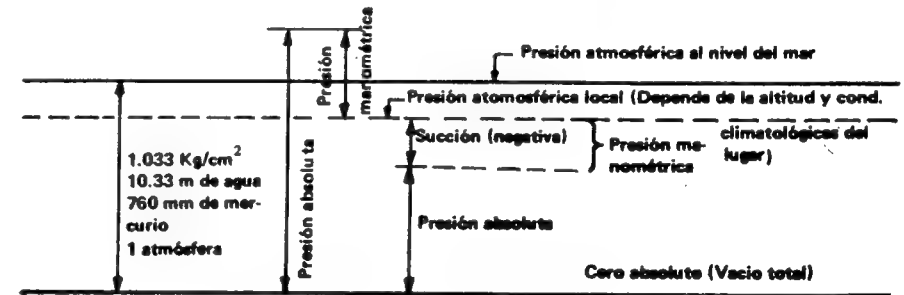 Presión
manométrica
Presión atmosférica al nivel del mar
Presión atomosférica local (Depende de la altitud y cond.
climatológicas del
lugar)
Succión (negativa)
Presión ma-
nométrica
1.033 Kg/cm²
10.33 m de agua
760 mm de mer-
curio
1 atmósfera
Presión absoluta
Presión absoluta
Cero absoluto (Vacio total)